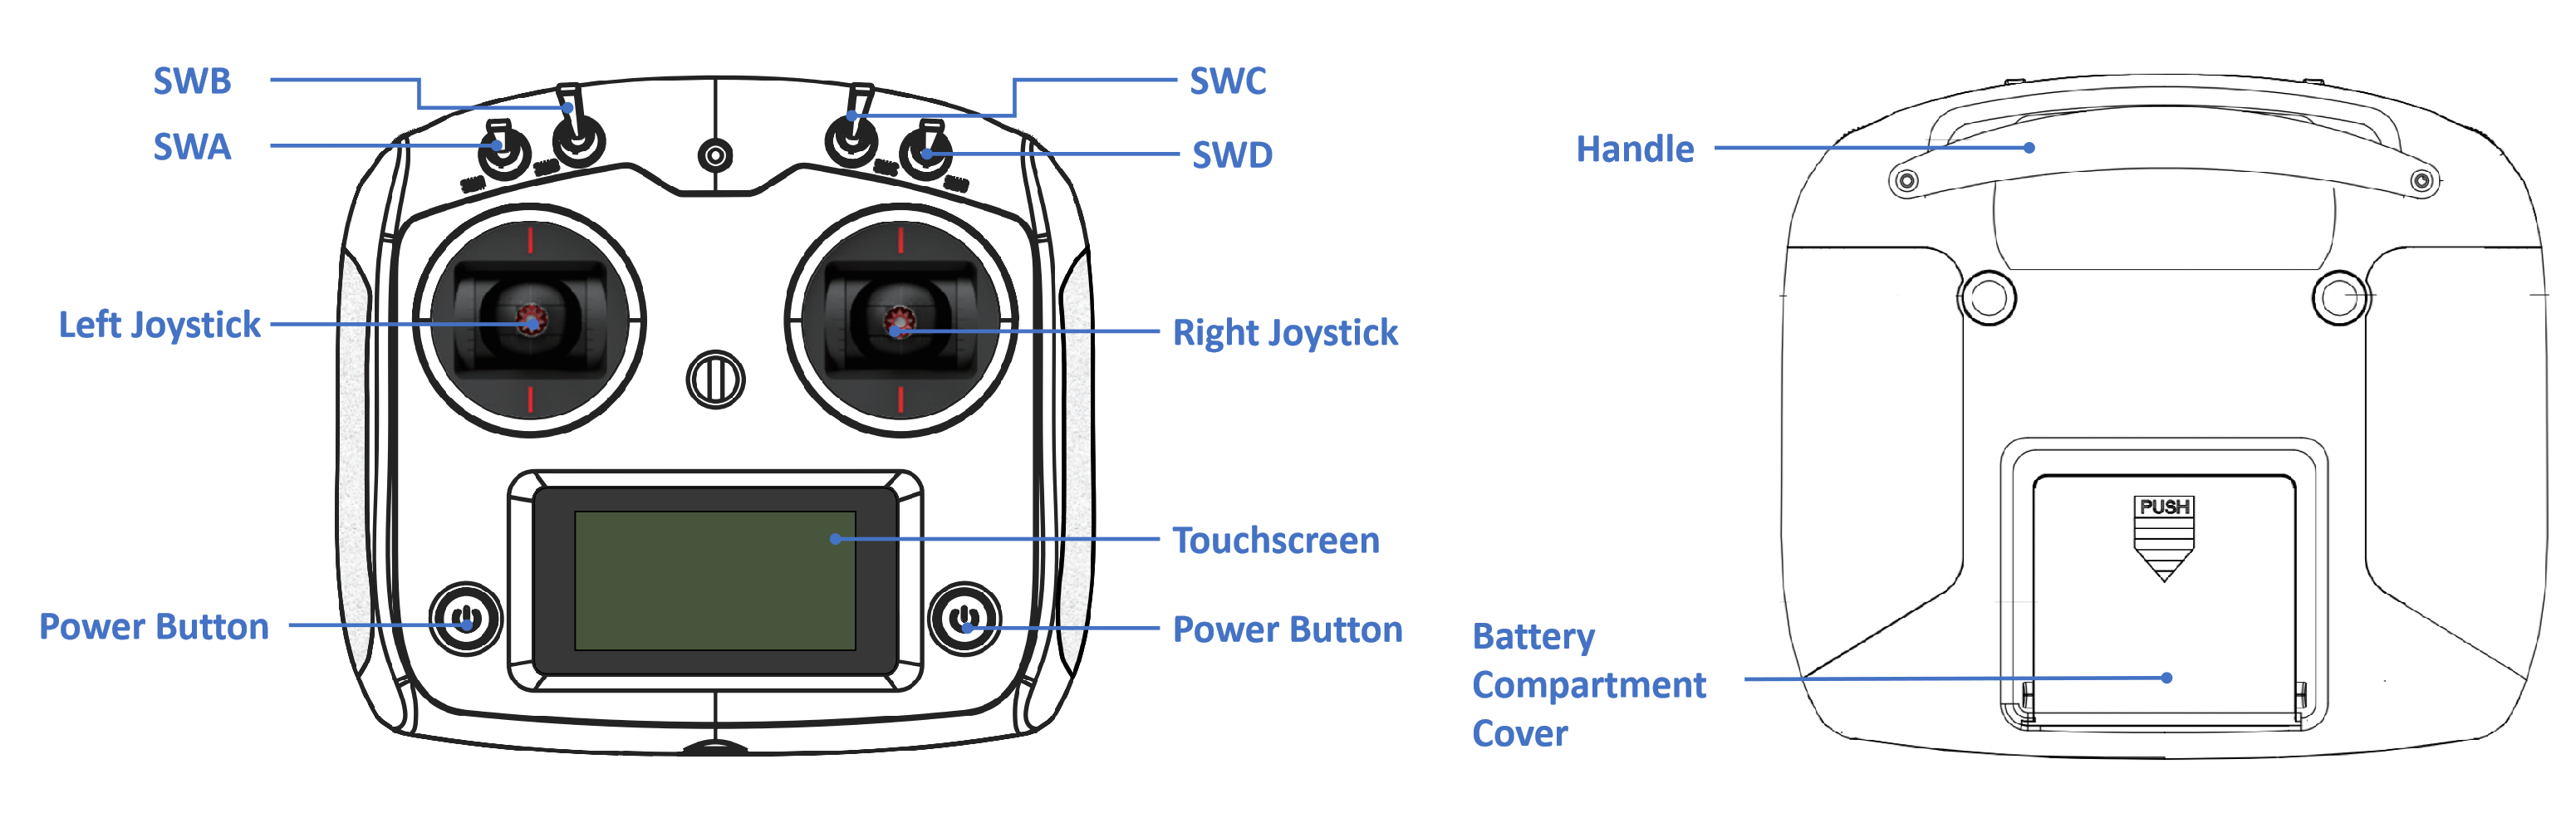 SWB
SWA
SWC
SWD
Left Joystick
Right Joystick
Touchscreen
Power Button
Power Button
Handle
PUSH
Battery
Compartment
Cover